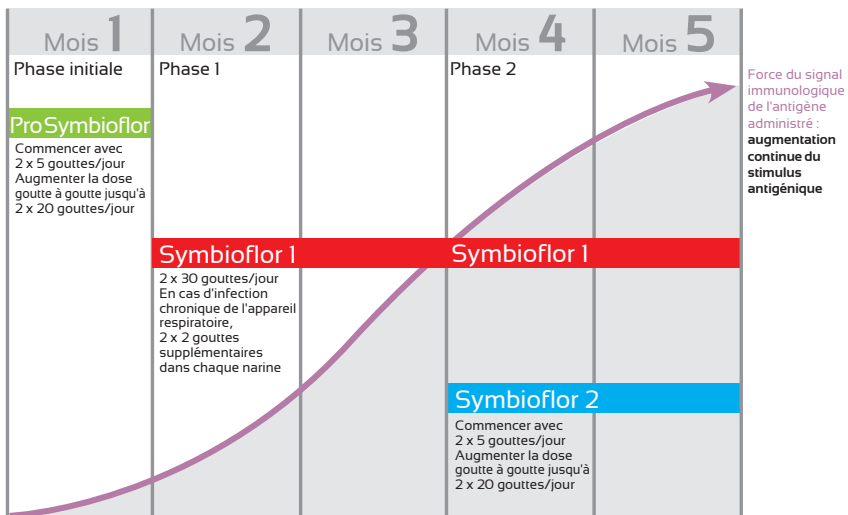 Mois 1
Mois 2
Mois 3
Mois 4
Mois 5
Phase initiale
Phase 1
Phase 2
ProSymbioflor
Commencer avec
2 x 5 gouttes/jour
Augmenter la dose
goutte à goutte jusqu'à
2 x 20 gouttes/jour
Symbioflor 1
2 x 30 gouttes/jour
En cas d'infection
chronique de l'appareil
respiratoire,
2 x 2 gouttes
supplémentaires
dans chaque narine
Symbioflor 1
Symbioflor 2
Commencer avec
2 x 5 gouttes/jour
Augmenter la dose
goutte à goutte jusqu'à
2 x 20 gouttes/jour
Force du signal
immunologique
de l'antigène
administré :
augmentation
continue du
stimulus
antigénique